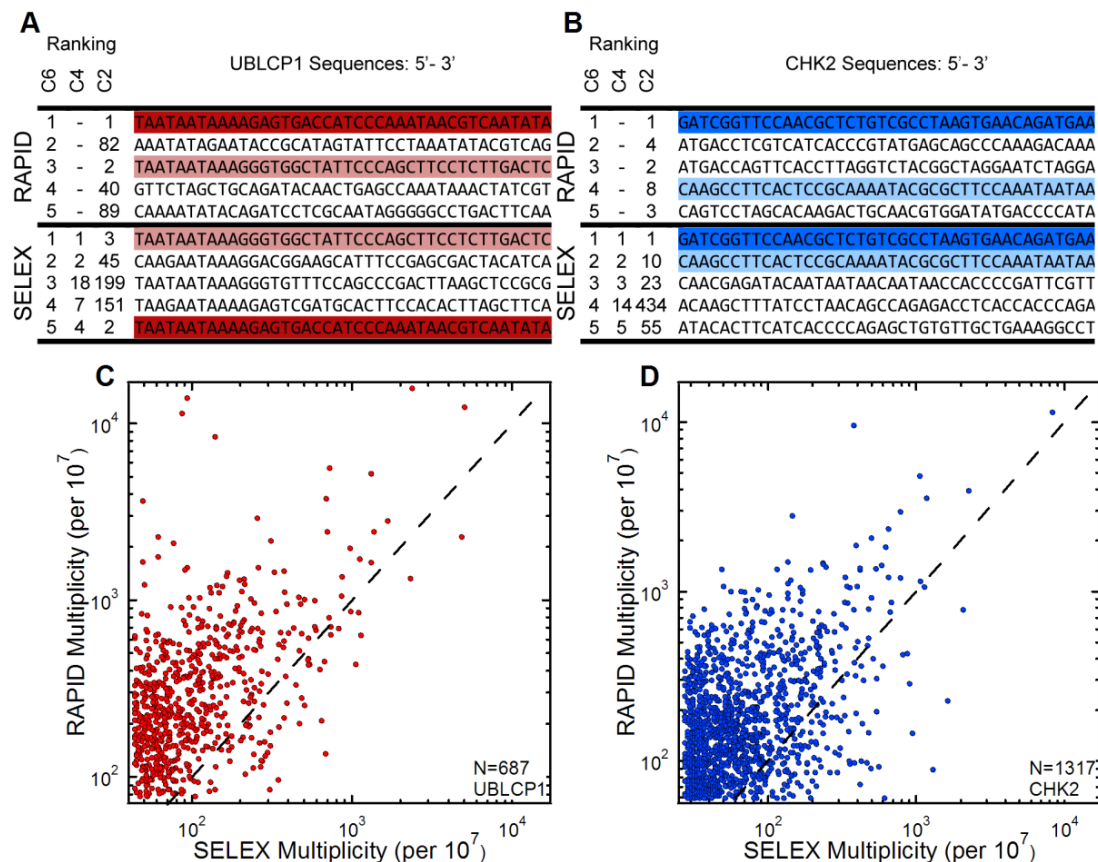 A
Ranking
C6 C4 C2
UBLCP1 Sequences: 5'- 3'
RAPID
1 - 1 TAATAATAAAAGAGTGACCATCCCAAATAACGTCAATATA
2 - 82 AAATATAGAATACCGCATAGTATTCCTAAATATACGTCAG
3 - 2 TAATAATAAAGGGTGGCTATTCCCAGCTTCCTCTTGACTC
4 - 40 GTTCTAGCTGCAGATACAACTGAGCCAAATAAACTATCGT
5 - 89 CAAAATATACAGATCCTCGCAATAGGGGGCCTGACTTCAA
SELEX
1 1 3 TAATAATAAAGGGTGGCTATTCCCAGCTTCCTCTTGACTC
2 2 45 CAAGAATAAAGGACGGAAGCATTTCCGAGCGACTACATCA
3 18 199 TAATAATAAAGGGTGTTTCCAGCCCGACTTAAGCTCCGCG
4 7 151 TAAGAATAAAGAGTCGATGCACTTCCACACTTAGCTTCA
5 4 2 TAATAATAAAAGAGTGACCATCCCAAATAACGTCAATATA
B
Ranking
C6 C4 C2
CHK2 Sequences: 5'- 3'
RAPID
1 - 1 GATCGGTTCCAACGCTCTGTCGCCTAAGTGAACAGATGAA
2 - 4 ATGACCTCGTCATCACCCGTATGAGCAGCCCAAAGACAAA
3 - 2 ATGACCAGTTCACCTTAGGTCTACGGCTAGGAATCTAGGA
4 - 8 CAAGCCTTCACTCCGCAAAATACGCGCTTCCAAATAATAA
5 - 3 CAGTCCTAGCACAAGACTGCAACGTGGATATGACCCCATA
SELEX
1 1 1 GATCGGTTCCAACGCTCTGTCGCCTAAGTGAACAGATGAA
2 2 10 CAAGCCTTCACTCCGCAAAATACGCGCTTCCAAATAATAA
3 3 23 CAACGAGATACAATAATAACAATAACCACCCCGATTCGTT
4 14 434 ACAAGCTTTATCCTAACAGCCAGAGACCTCACCACCCAGA
5 5 55 ATACACTTCATCACCCCAGAGCTGTGTTGCTGAAAGGCCT
C
RAPID Multiplicity (per 10^7)
10^4
10^3
10^2
N=687
UBLCP1
10^2 10^3 10^4
SELEX Multiplicity (per 10^7)
D
RAPID Multiplicity (per 10^7)
10^4
10^3
10^2
N=1317
CHK2
10^2 10^3 10^4
SELEX Multiplicity (per 10^7)